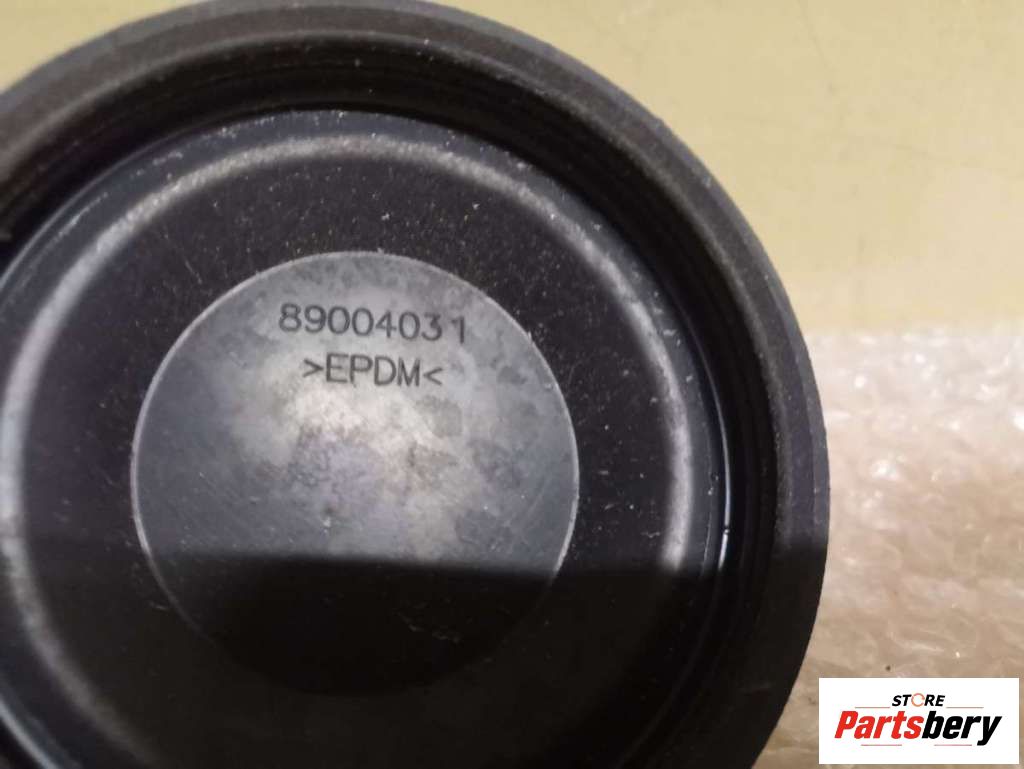 89004031
>EPDM<
STORE
Partsbery